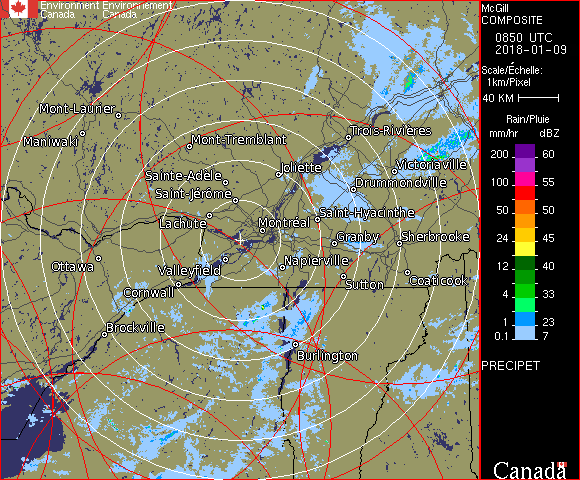 Environment Environnement
Canada Canada
McGill
COMPOSITE
0850 UTC
2018-01-09
Scale/Échelle:
1km/Pixel
40 KM
Rain/Pluie
mm/hr dBZ
200 60
100 55
50 50
24 45
12 40
4 33
1 23
0.1 7
PRECIPET
Canada
Mont-Laurier
Maniwaki
Mont-Tremblant
Trois-Rivières
Victoriaville
Joliette
Sainte-Adèle
Drummondville
Saint-Jérôme
Saint-Hyacinthe
Lachute
Montréal
Granby
Sherbrooke
Ottawa
Valleyfield
Napierville
Cornwall
Sutton
Coaticook
Brockville
Burlington